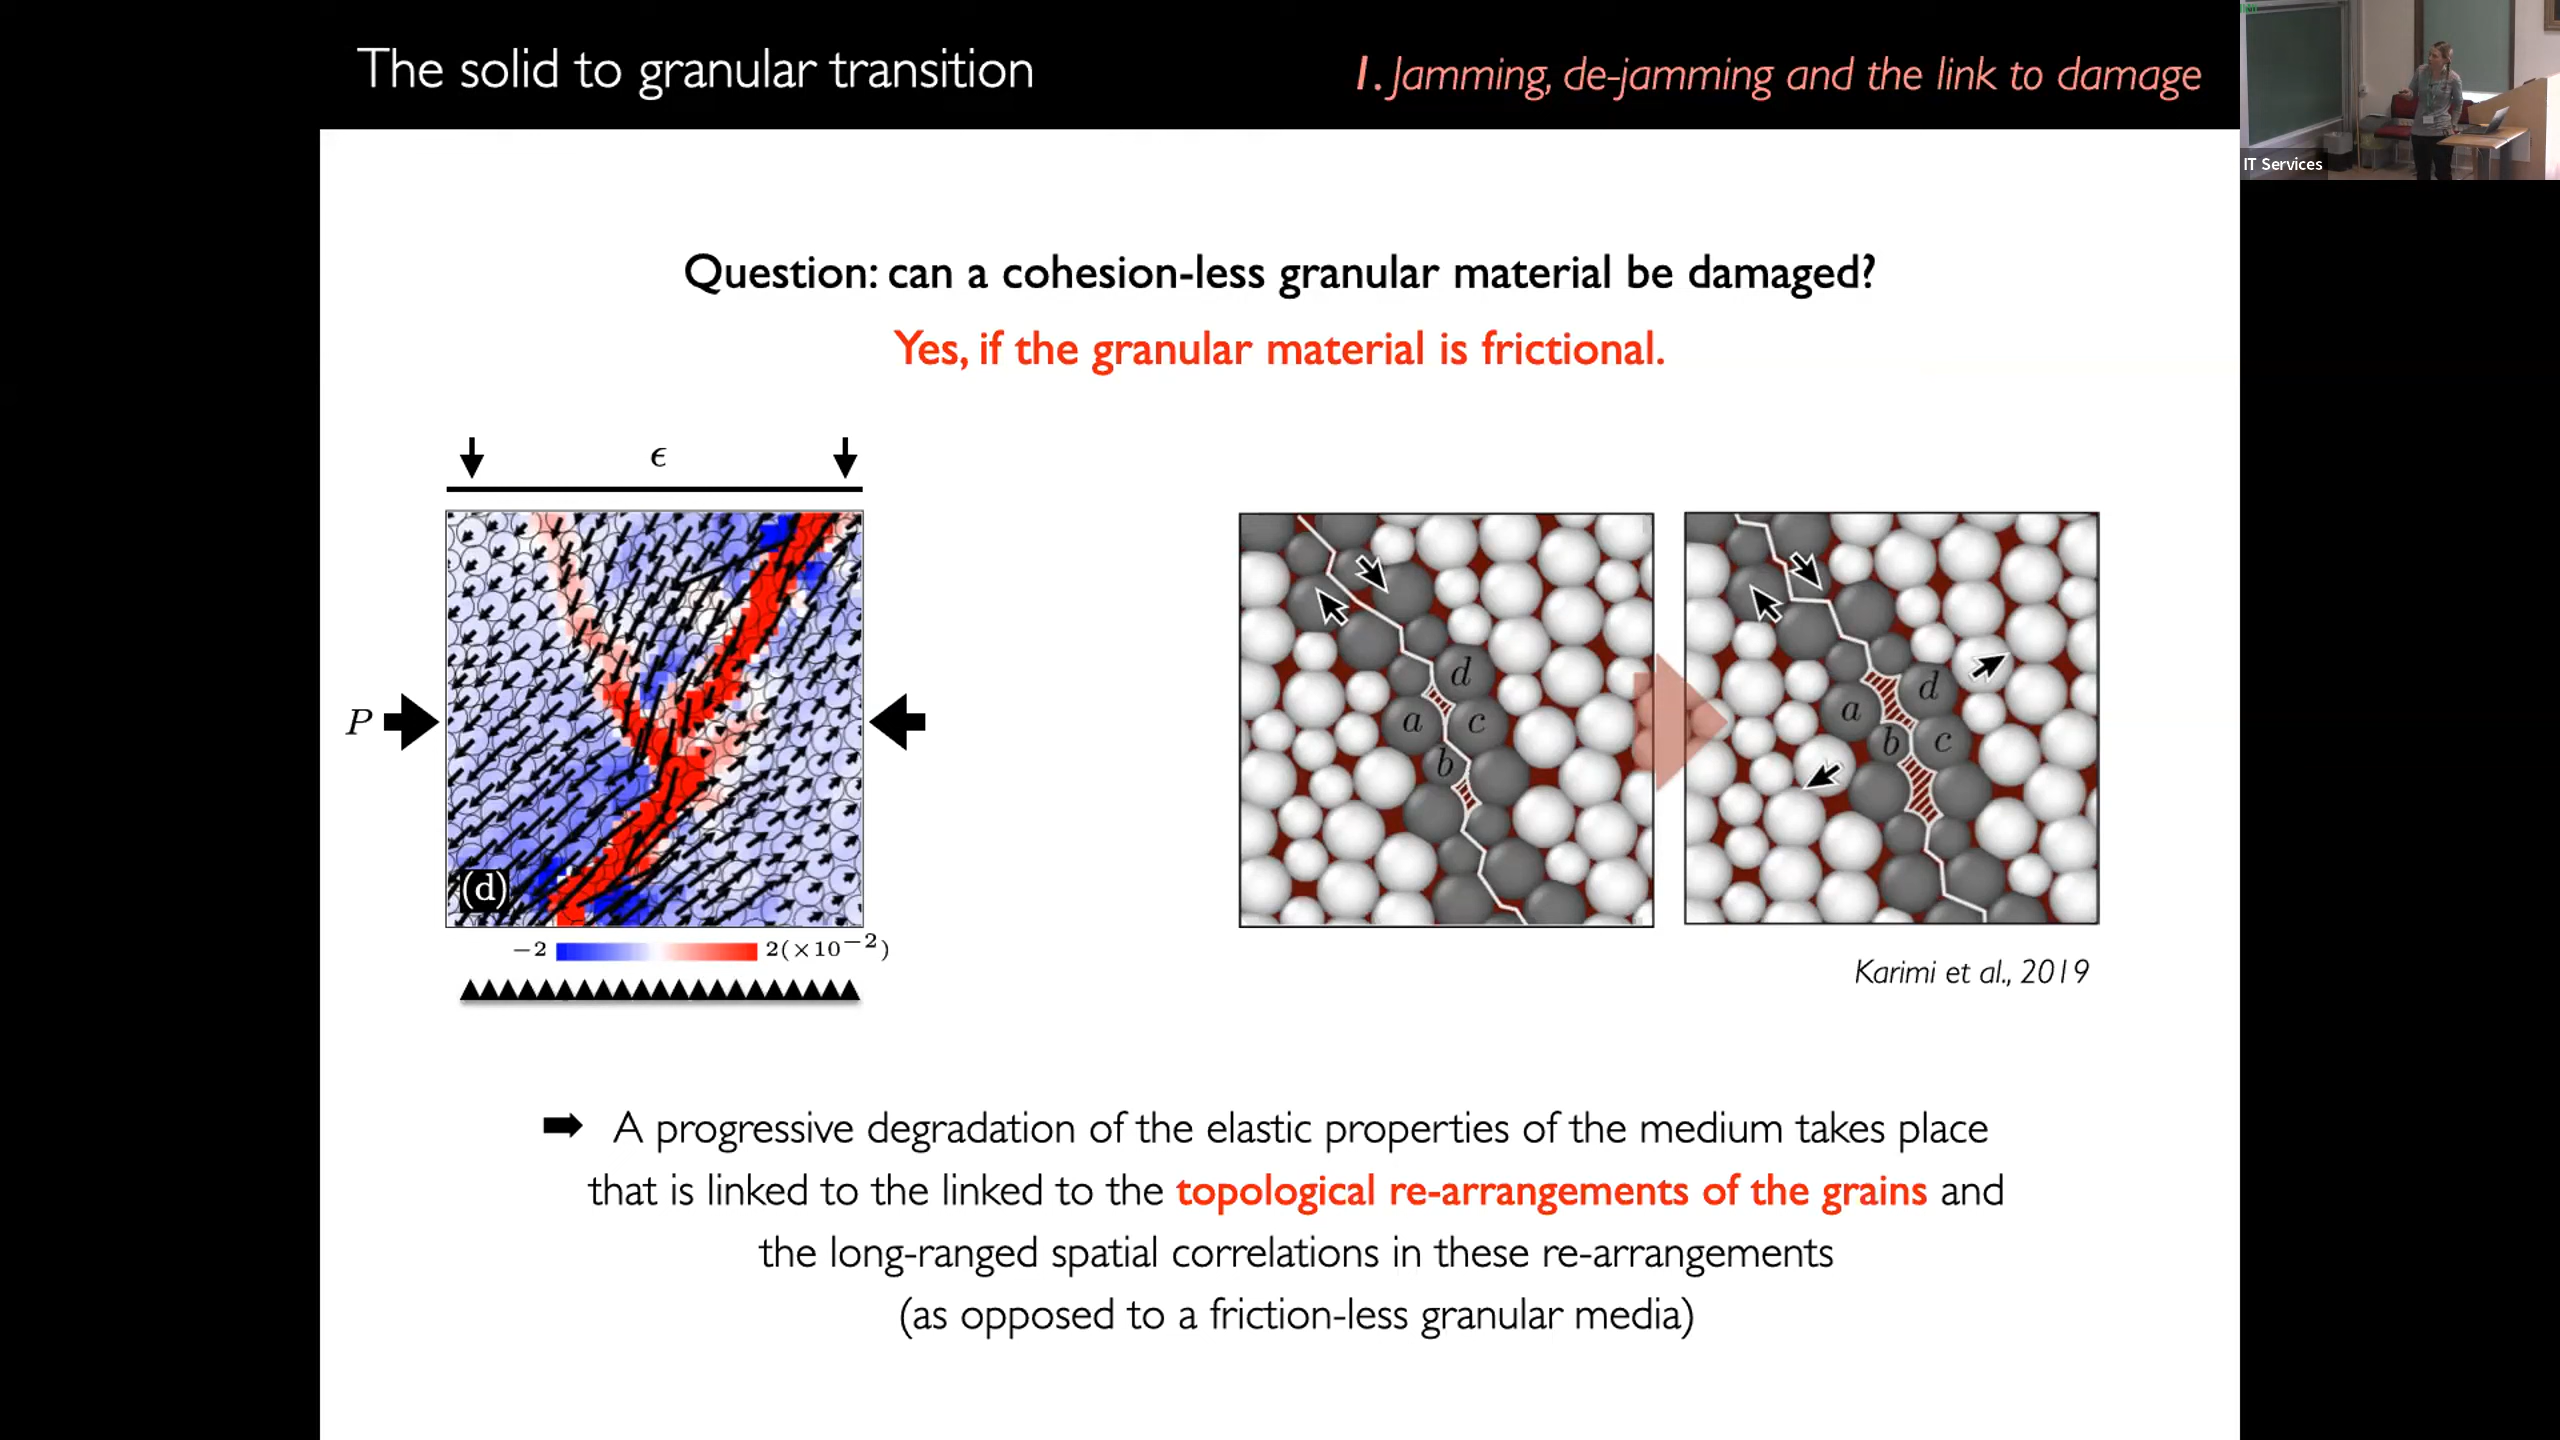 The solid to granular transition
1. Jamming, de-jamming and the link to damage
IT Services
Question: can a cohesion-less granular material be damaged?
Yes, if the granular material is frictional.
ϵ
P
(d)
−2 2(×10⁻²)
a b c d
a b c d
Karimi et al., 2019
➡ A progressive degradation of the elastic properties of the medium takes place
that is linked to the linked to the topological re-arrangements of the grains and
the long-ranged spatial correlations in these re-arrangements
(as opposed to a friction-less granular media)